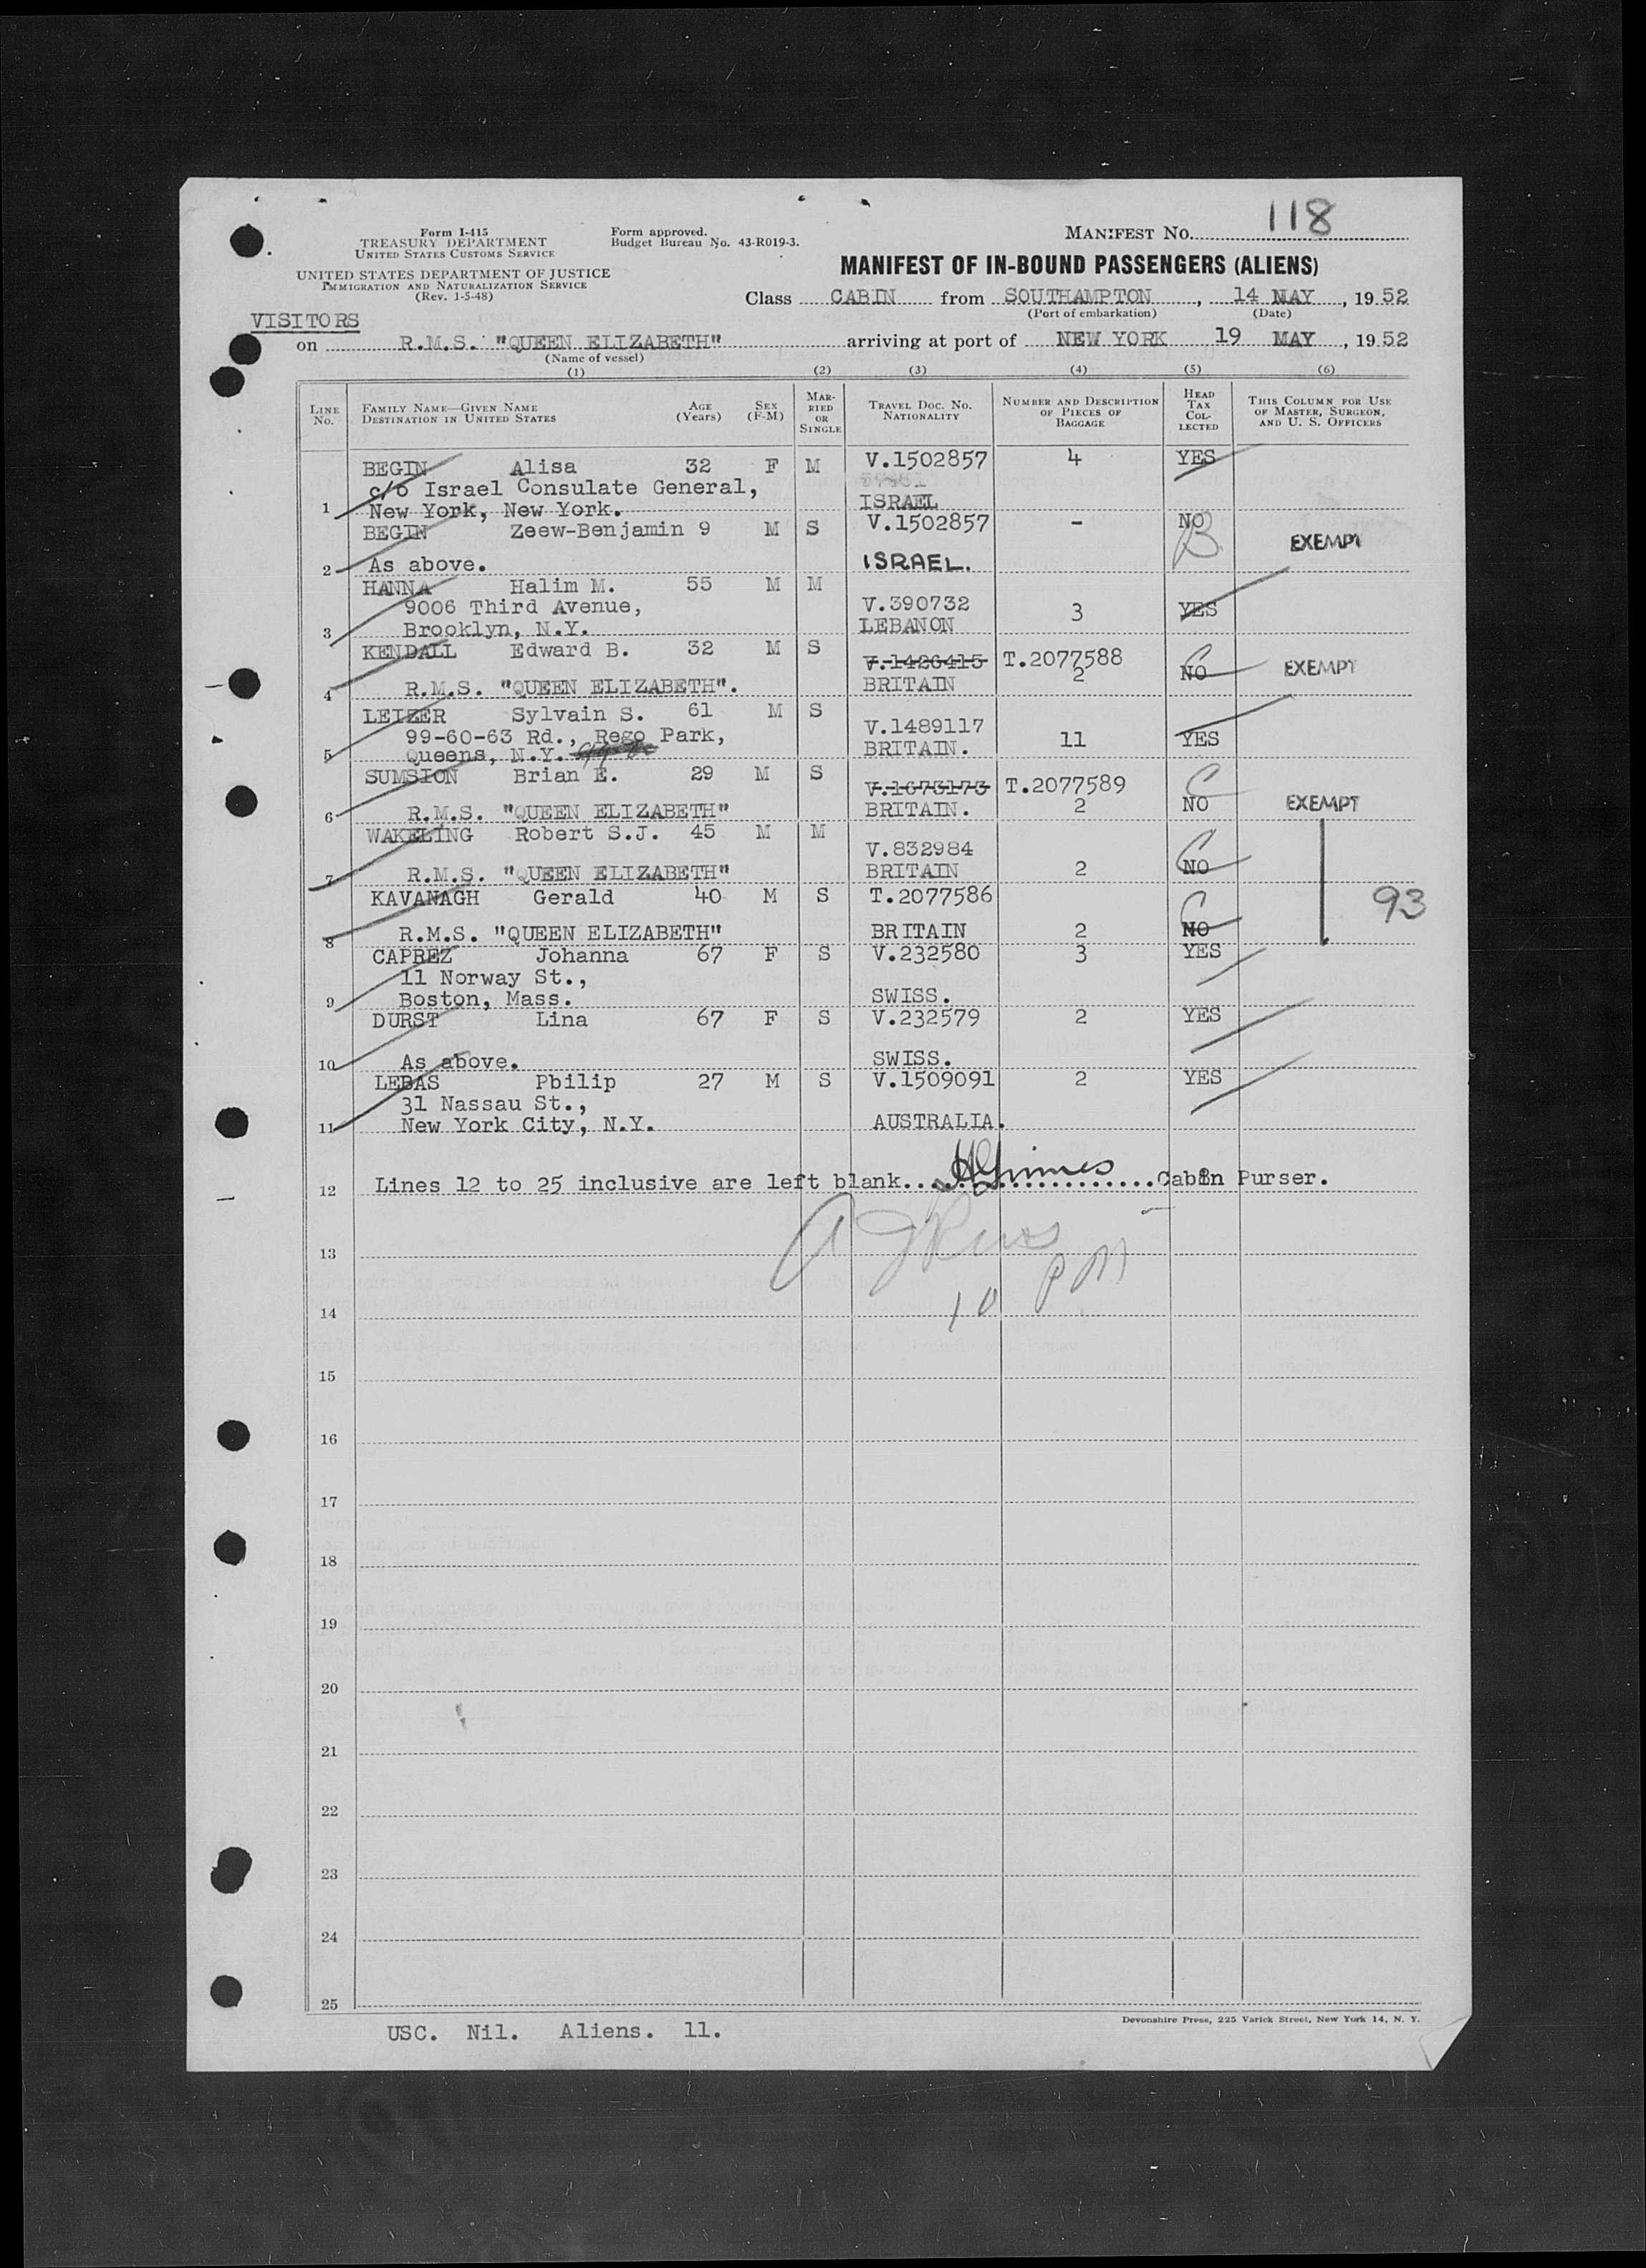 118
Form I-415
TREASURY DEPARTMENT
UNITED STATES CUSTOMS SERVICE
Form approved.
Budget Bureau No. 43-R019-3.
MANIFEST NO.
UNITED STATES DEPARTMENT OF JUSTICE
IMMIGRATION AND NATURALIZATION SERVICE
(Rev. 1-5-48)
MANIFEST OF IN-BOUND PASSENGERS (ALIENS)
Class CABIN from SOUTHAMPTON, 14 MAY, 1952
(Port of embarkation) (Date)
VISITORS
on R.M.S. "QUEEN ELIZABETH" arriving at port of NEW YORK 19 MAY, 1952
(Name of vessel)
(1) (2) (3) (4) (5) (6)
LINE NO. FAMILY NAME—GIVEN NAME DESTINATION IN UNITED STATES AGE (Years) SEX (F-M) MARRIED OR SINGLE TRAVEL DOC. NO. NATIONALITY NUMBER AND DESCRIPTION OF PIECES OF BAGGAGE HEAD TAX COLLECTED THIS COLUMN FOR USE OF MASTER, SURGEON, AND U. S. OFFICERS
BEGIN Alisa 32 F M V.1502857 4 YES
c/o Israel Consulate General,
1 New York, New York. ISRAEL
BEGIN Zeew-Benjamin 9 M S V.1502857 - NO
B EXEMPT
2 As above. ISRAEL.
HANNA Halim M. 55 M M
9006 Third Avenue, V.390732 3 YES
3 Brooklyn, N.Y. LEBANON
KENDALL Edward B. 32 M S V.1426415 T.2077588
C NO EXEMPT
4 R.M.S. "QUEEN ELIZABETH". BRITAIN 2
LEIZER Sylvain S. 61 M S
99-60-63 Rd., Rego Park, V.1489117
5 Queens, N.Y. BRITAIN. 11 YES
SUMSION Brian E. 29 M S V.1673173 T.2077589
C
6 R.M.S. "QUEEN ELIZABETH" BRITAIN. 2 NO EXEMPT
WAKELING Robert S.J. 45 M M
V.832984 C
7 R.M.S. "QUEEN ELIZABETH" BRITAIN 2 NO
KAVANAGH Gerald 40 M S T.2077586 C 93
8 R.M.S. "QUEEN ELIZABETH" BRITAIN 2 NO
CAPREZ Johanna 67 F S V.232580 3 YES
11 Norway St.,
9 Boston, Mass. SWISS.
DURST Lina 67 F S V.232579 2 YES
10 As above. SWISS.
LEBAS Pbilip 27 M S V.1509091 2 YES
31 Nassau St.,
11 New York City, N.Y. AUSTRALIA.
12 Lines 12 to 25 inclusive are left blank. Cabin Purser.
13
10 PM
14
15
16
17
18
19
20
21
22
23
24
25
Devonshire Press, 225 Varick Street, New York 14, N. Y.
USC. Nil. Aliens. 11.